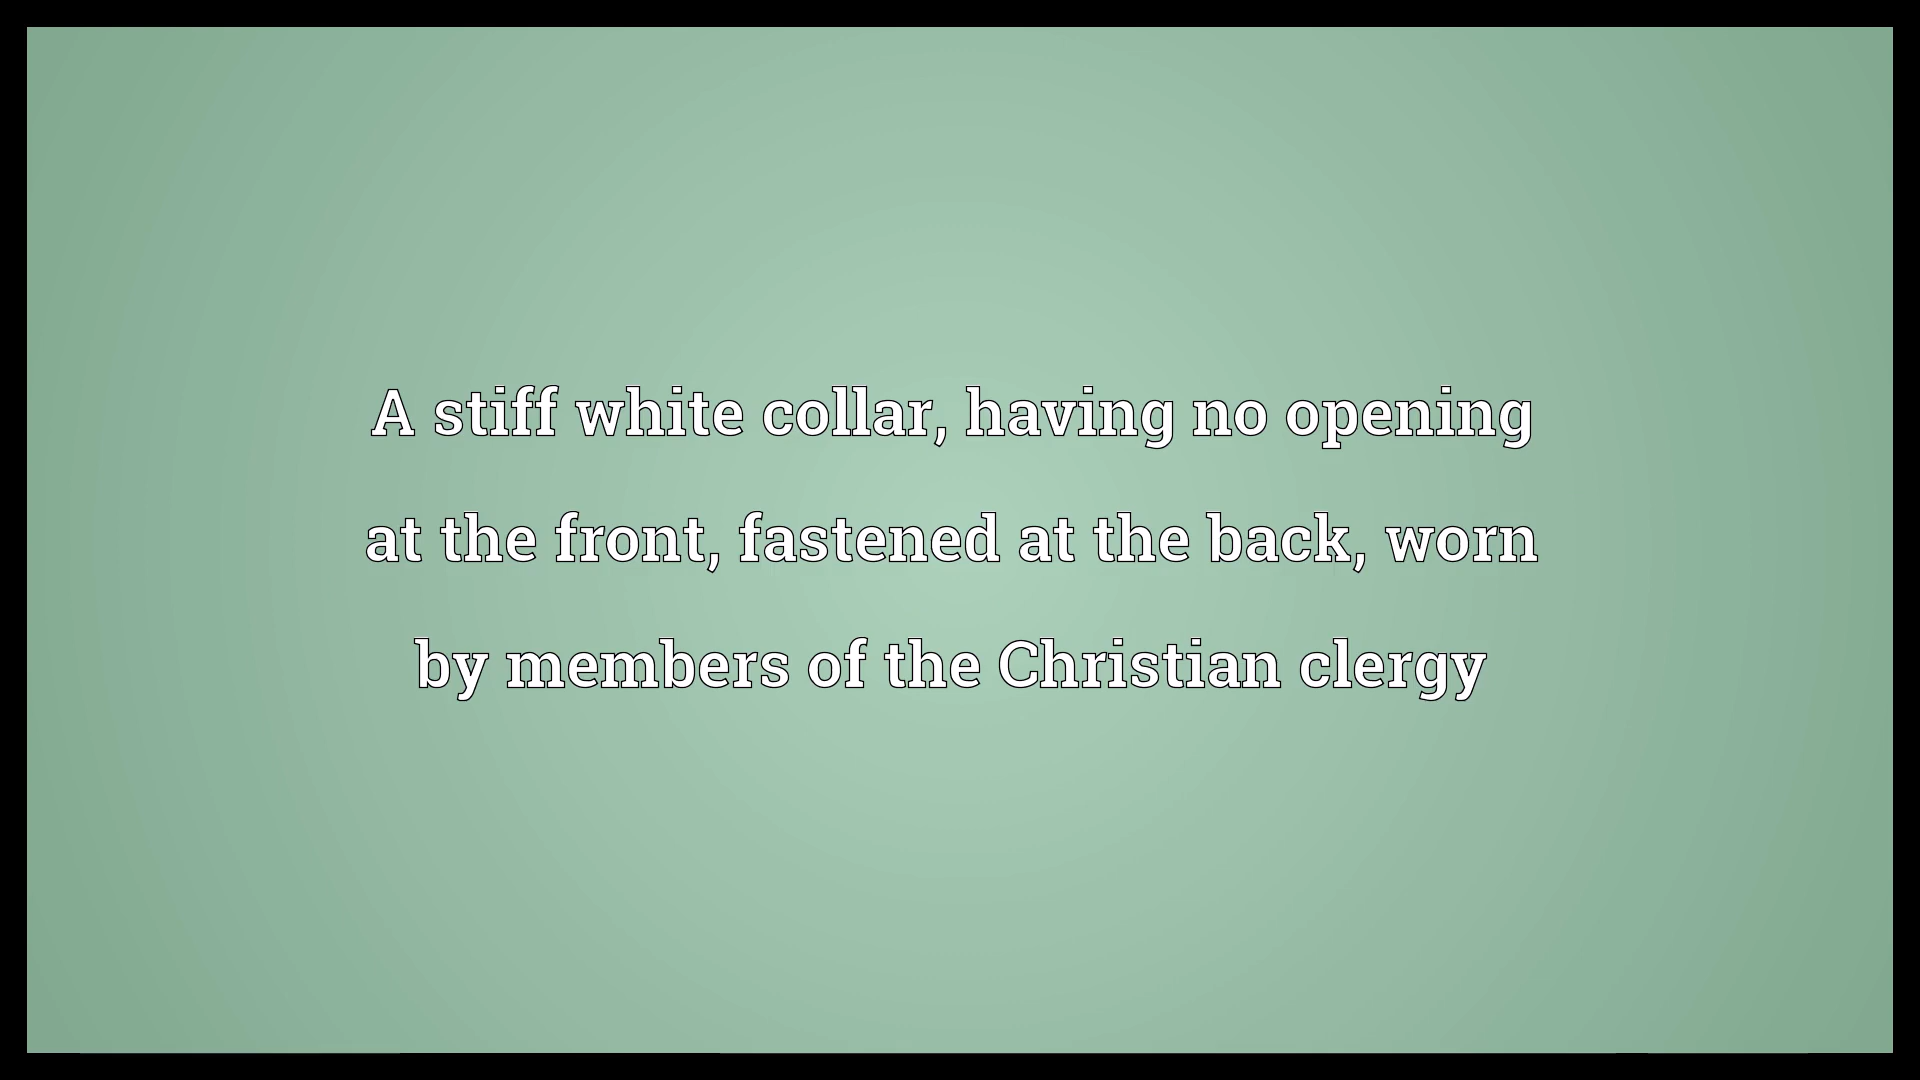 A stiff white collar, having no opening
at the front, fastened at the back, worn
by members of the Christian clergy